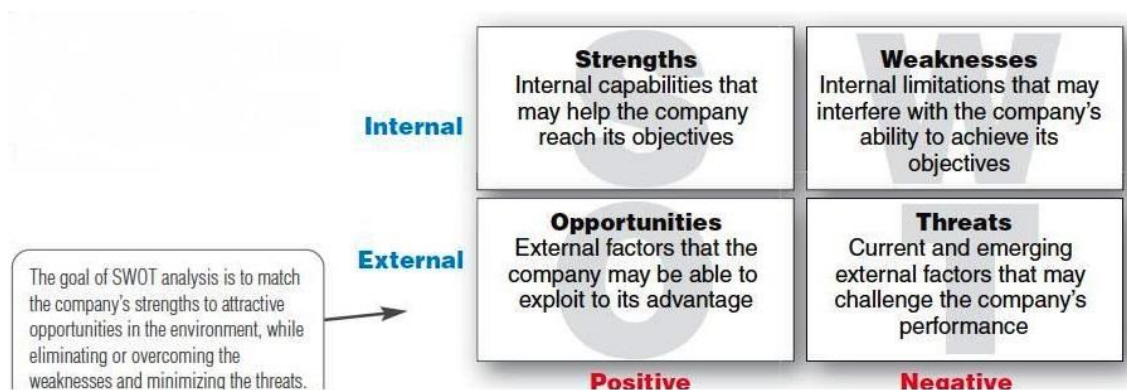 Strengths
Internal capabilities that
may help the company
reach its objectives
Weaknesses
Internal limitations that may
interfere with the company's
ability to achieve its
objectives
Internal
Opportunities
External factors that the
company may be able to
exploit to its advantage
Threats
Current and emerging
external factors that may
challenge the company's
performance
External
The goal of SWOT analysis is to match
the company's strengths to attractive
opportunities in the environment, while
eliminating or overcoming the
weaknesses and minimizing the threats.
Positive
Negative
S
W
O
T